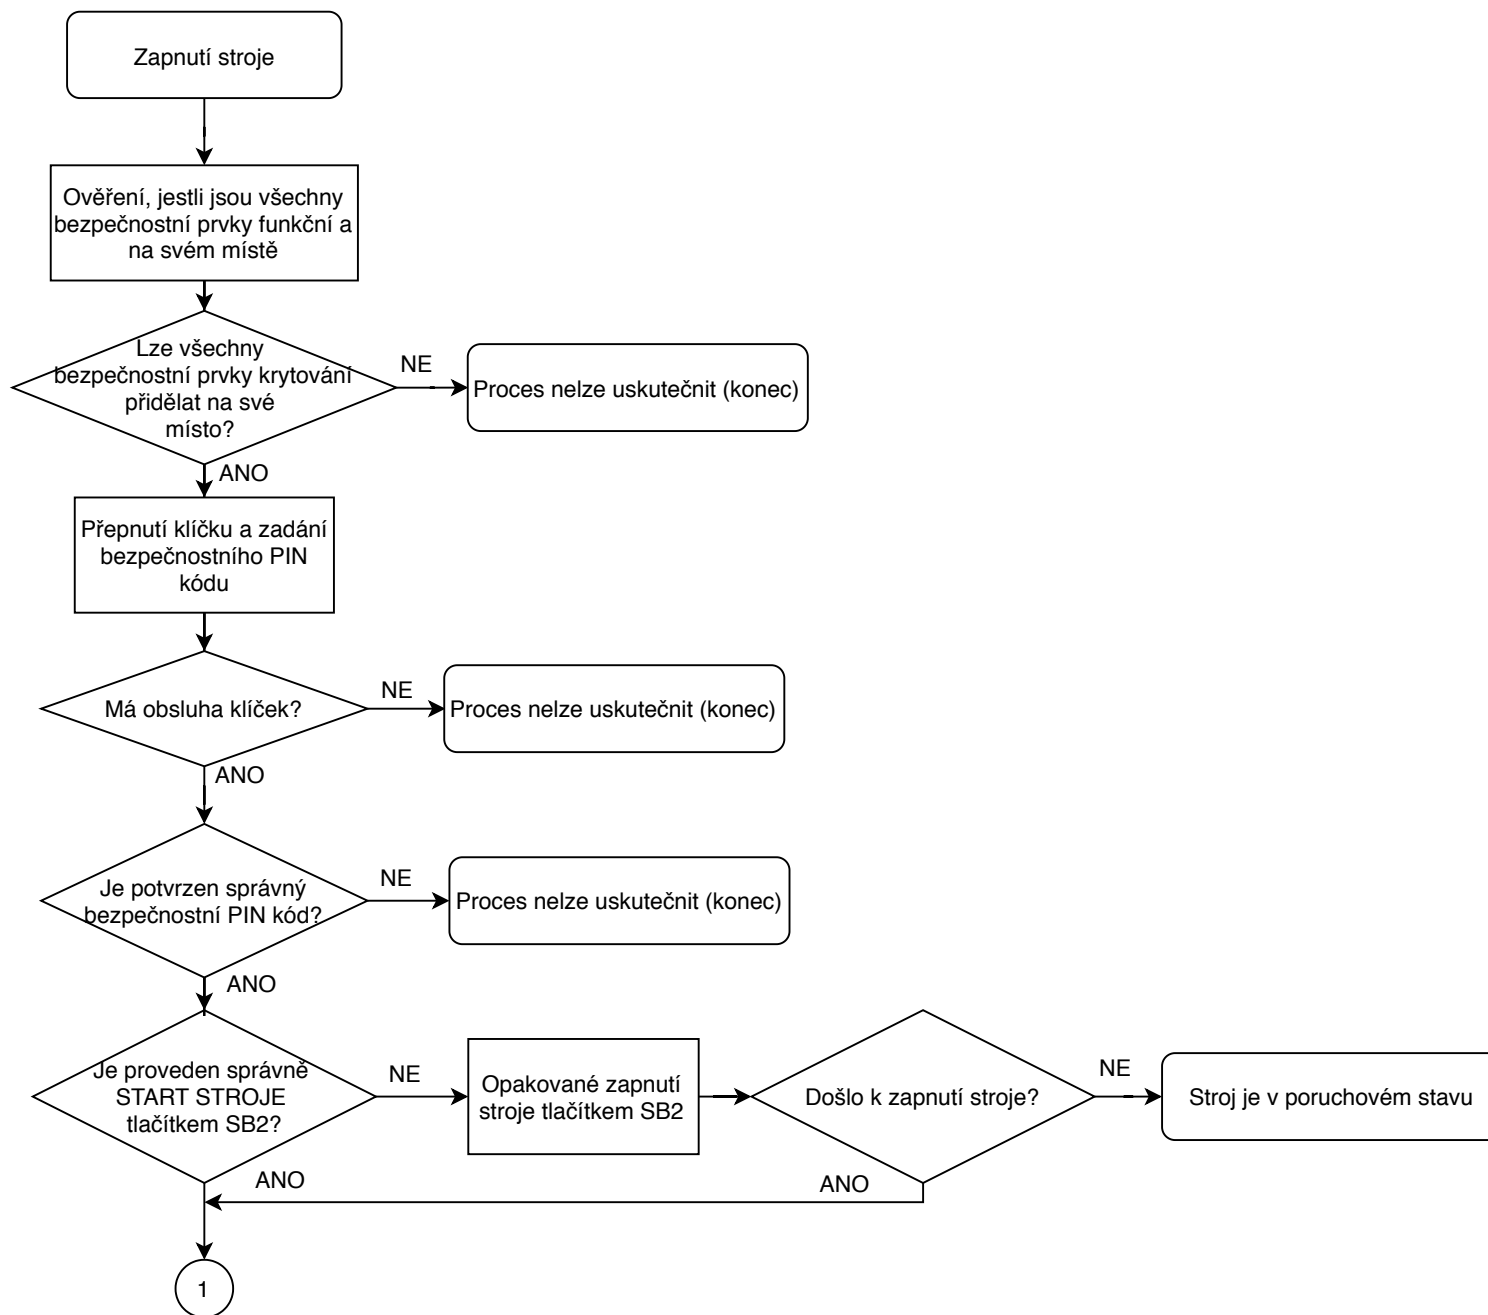 Zapnutí stroje
Ověření, jestli jsou všechny
bezpečnostní prvky funkční a
na svém místě
Lze všechny
bezpečnostní prvky krytování
přidělat na své
místo?
NE
Proces nelze uskutečnit (konec)
ANO
Přepnutí klíčku a zadání
bezpečnostního PIN
kódu
Má obsluha klíček?
NE
Proces nelze uskutečnit (konec)
ANO
Je potvrzen správný
bezpečnostní PIN kód?
NE
Proces nelze uskutečnit (konec)
ANO
Je proveden správně
START STROJE
tlačítkem SB2?
NE
Opakované zapnutí
stroje tlačítkem SB2
Došlo k zapnutí stroje?
NE
Stroj je v poruchovém stavu
ANO
ANO
1